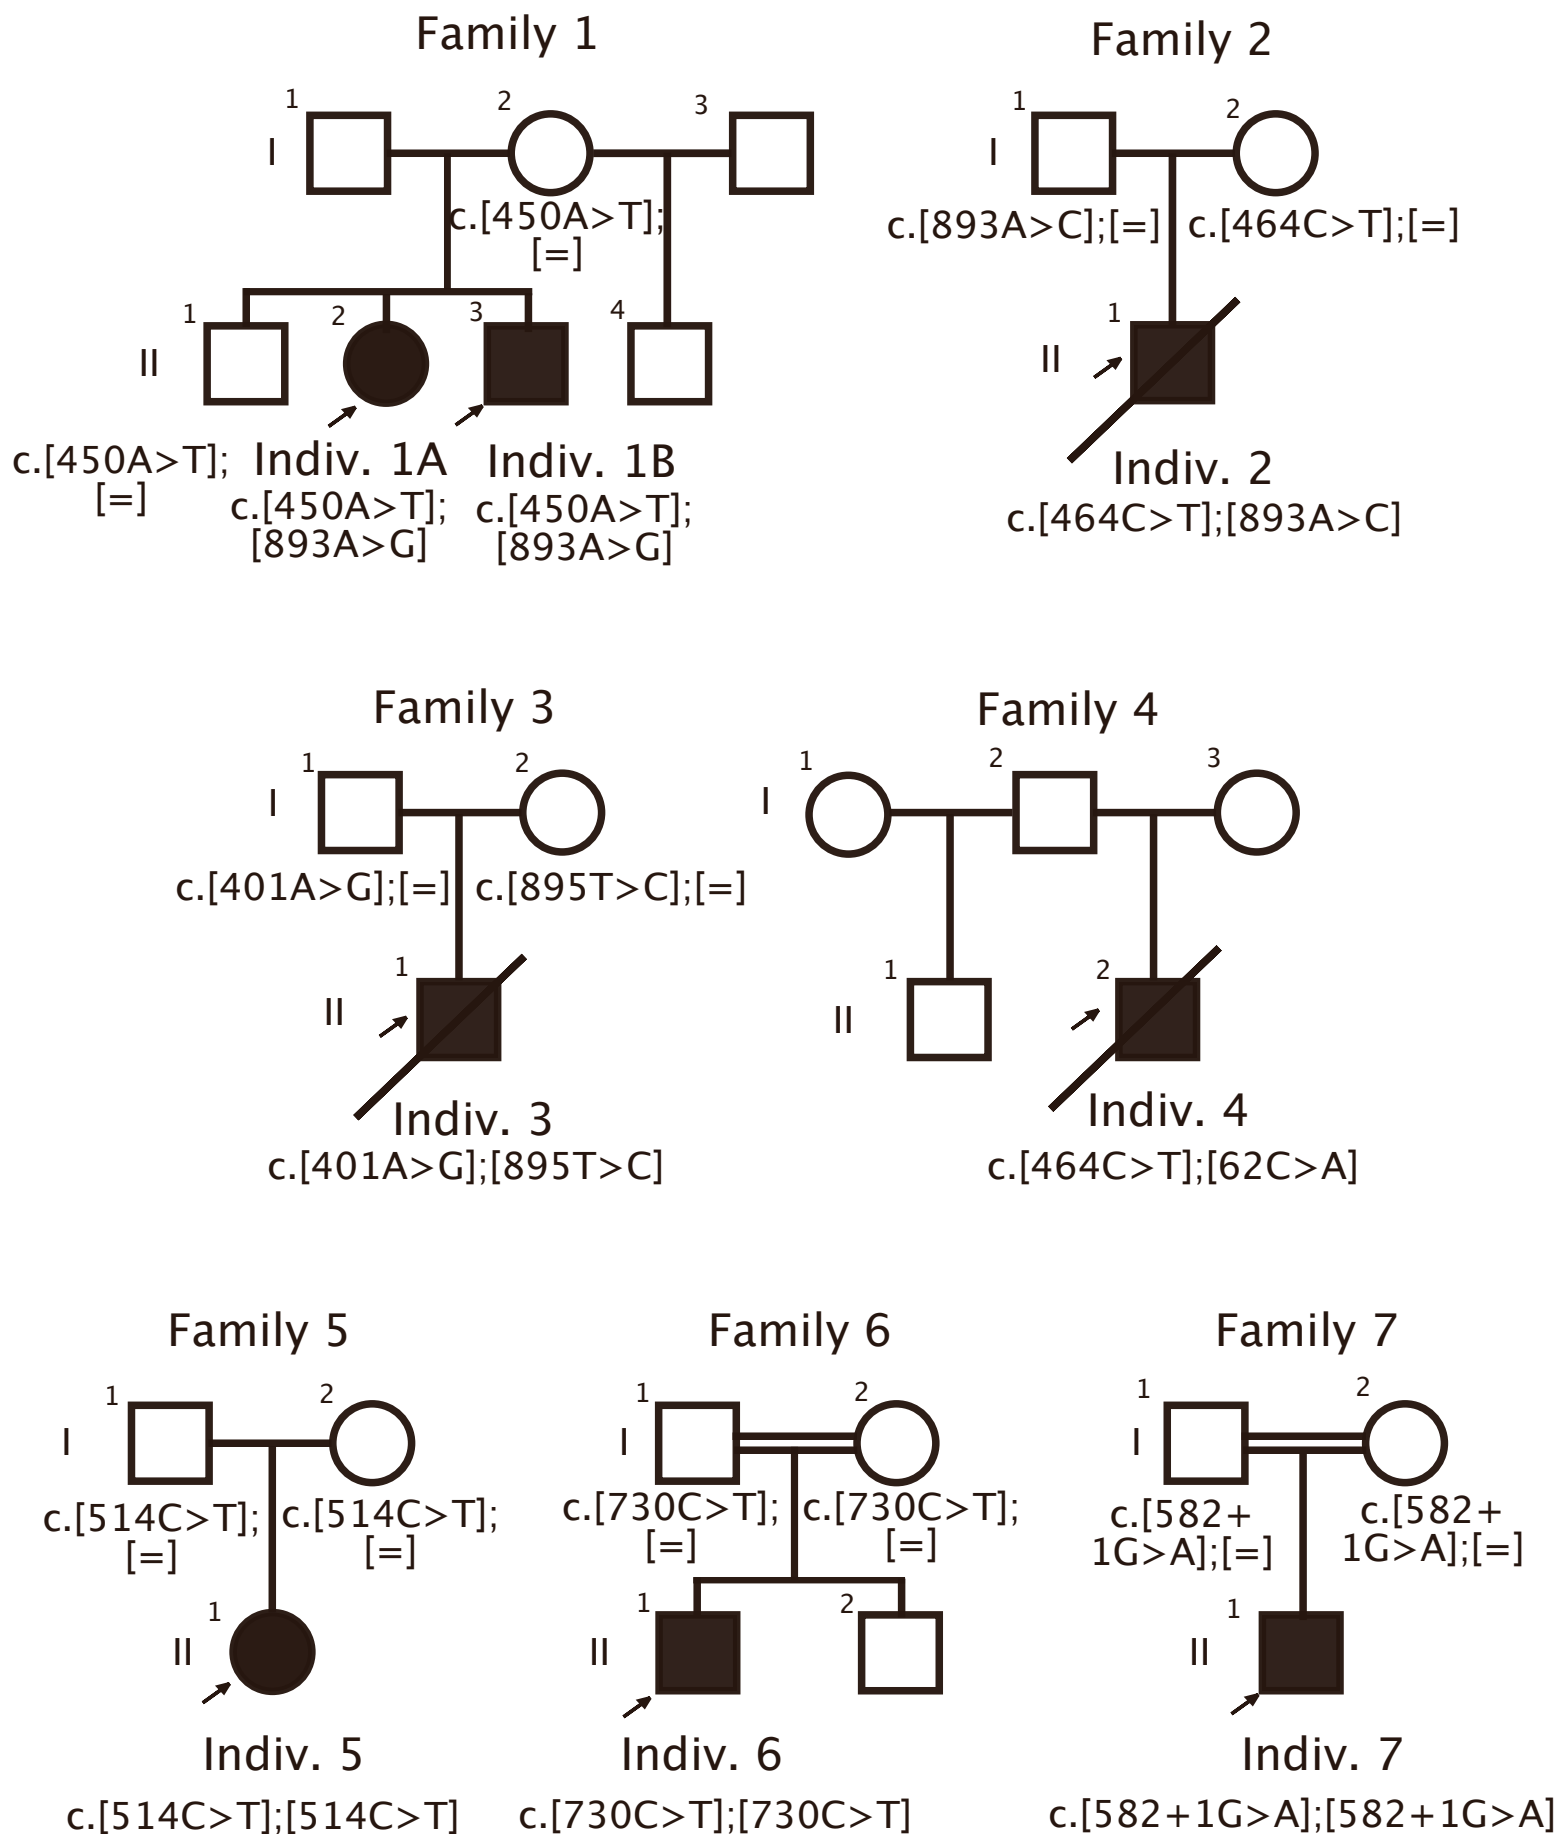 Family 1
1
2
3
I
c.[450A>T];
[=]
1
2
3
4
II
c.[450A>T];
[=]
Indiv. 1A
c.[450A>T];
[893A>G]
Indiv. 1B
c.[450A>T];
[893A>G]
Family 2
1
2
I
c.[893A>C];[=]
c.[464C>T];[=]
1
II
Indiv. 2
c.[464C>T];[893A>C]
Family 3
1
2
I
c.[401A>G];[=]
c.[895T>C];[=]
1
II
Indiv. 3
c.[401A>G];[895T>C]
Family 4
1
2
3
I
1
2
II
Indiv. 4
c.[464C>T];[62C>A]
Family 5
1
2
I
c.[514C>T];
[=]
c.[514C>T];
[=]
1
II
Indiv. 5
c.[514C>T];[514C>T]
Family 6
1
2
I
c.[730C>T];
[=]
c.[730C>T];
[=]
1
2
II
Indiv. 6
c.[730C>T];[730C>T]
Family 7
1
2
I
c.[582+
1G>A];[=]
c.[582+
1G>A];[=]
1
II
Indiv. 7
c.[582+1G>A];[582+1G>A]